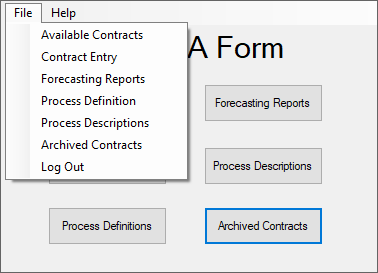 File Help
A Form
Available Contracts
Contract Entry
Forecasting Reports
Process Definition
Process Descriptions
Archived Contracts
Log Out
Forecasting Reports
Process Descriptions
Process Definitions
Archived Contracts